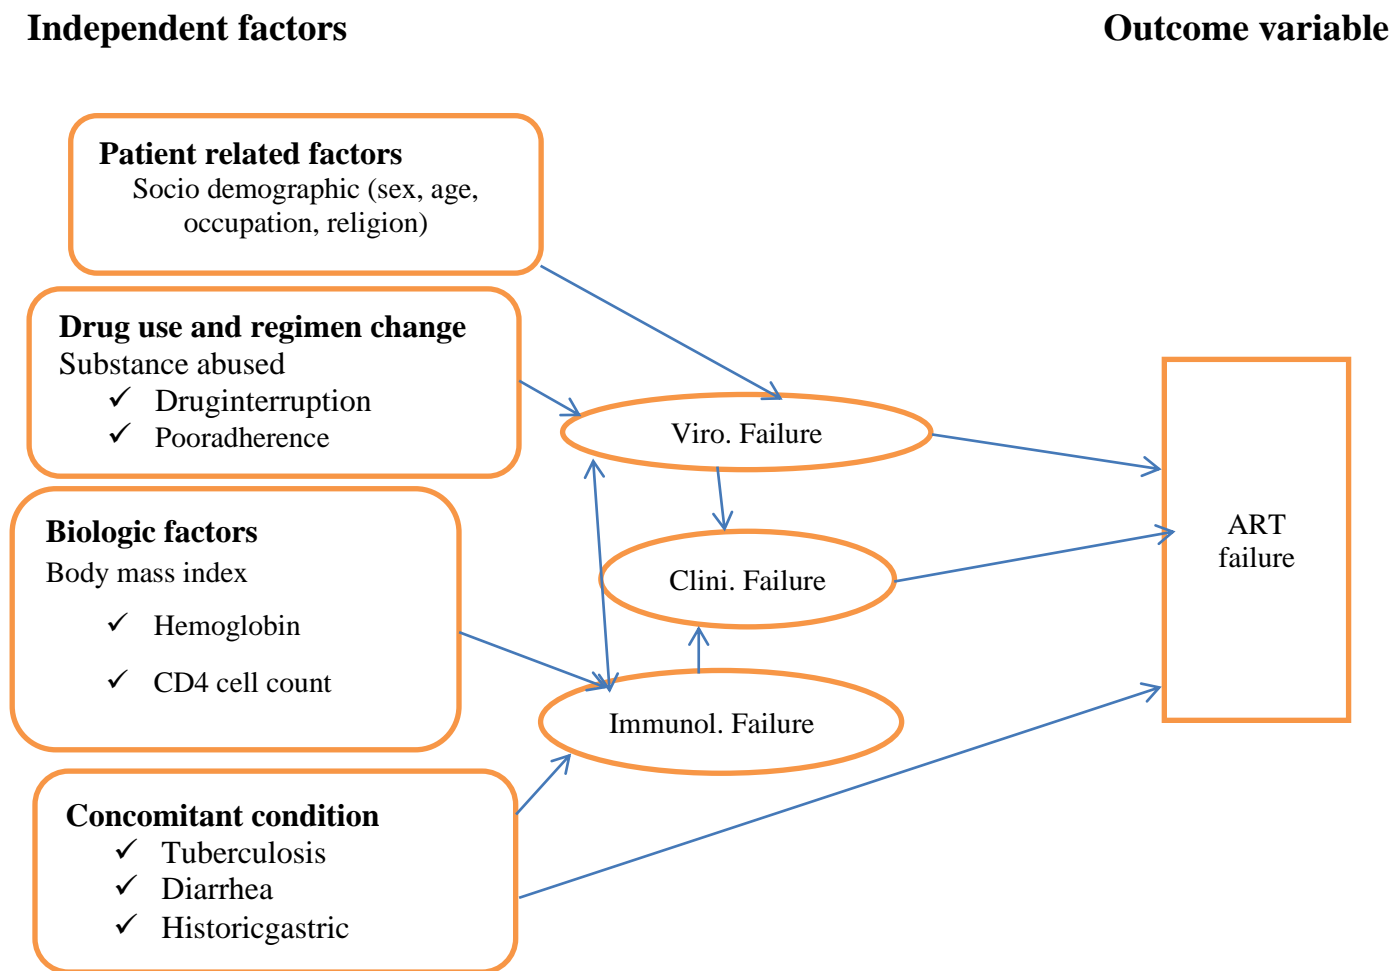 Independent factors
Outcome variable
Patient related factors
Socio demographic (sex, age,
occupation, religion)
Drug use and regimen change
Substance abused
✓ Druginterruption
✓ Pooradherence
Biologic factors
Body mass index
✓ Hemoglobin
✓ CD4 cell count
Concomitant condition
✓ Tuberculosis
✓ Diarrhea
✓ Historicgastric
Viro. Failure
Clini. Failure
Immunol. Failure
ART
failure